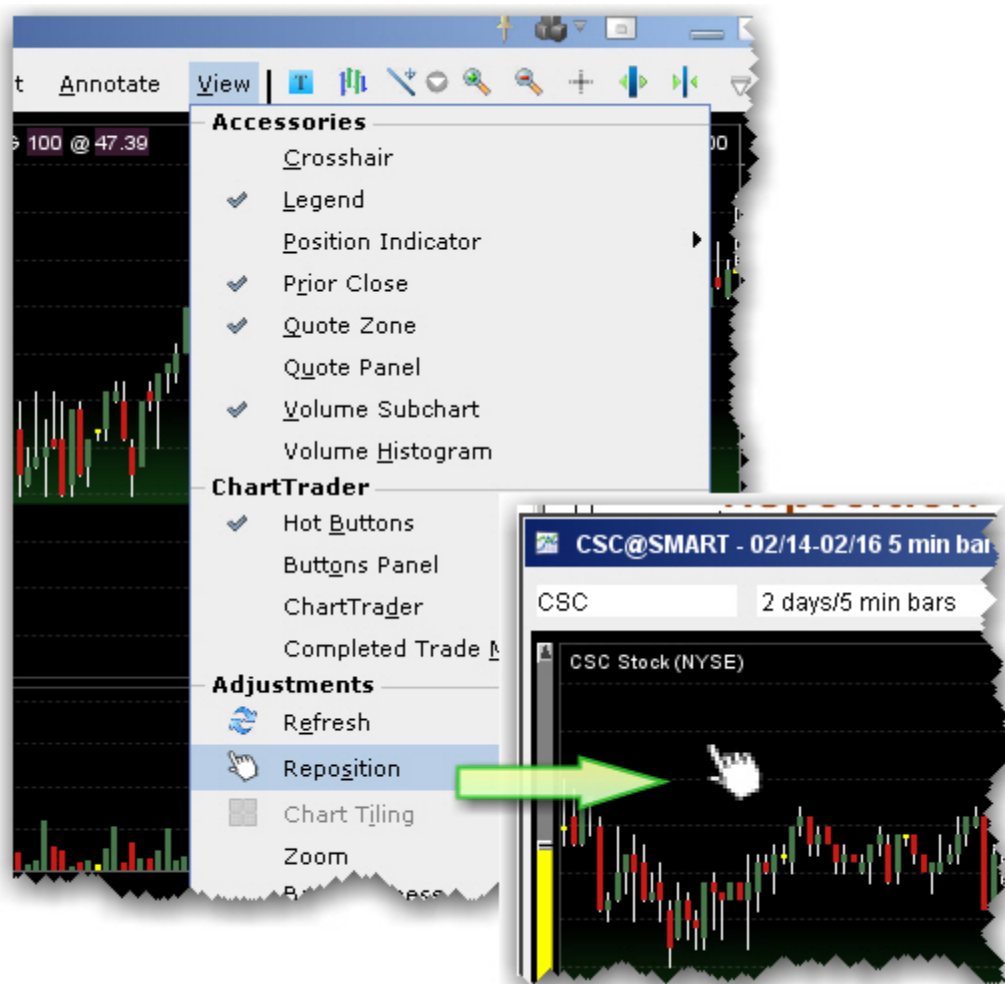 t Annotate View T
100 @ 47.39
00
Accessories
Crosshair
Legend
Position Indicator
Prior Close
Quote Zone
Quote Panel
Volume Subchart
Volume Histogram
ChartTrader
Hot Buttons
Buttons Panel
ChartTrader
Completed Trade M
Adjustments
Refresh
Reposition
Chart Tiling
Zoom
CSC@SMART - 02/14-02/16 5 min bar
CSC 2 days/5 min bars
CSC Stock (NYSE)